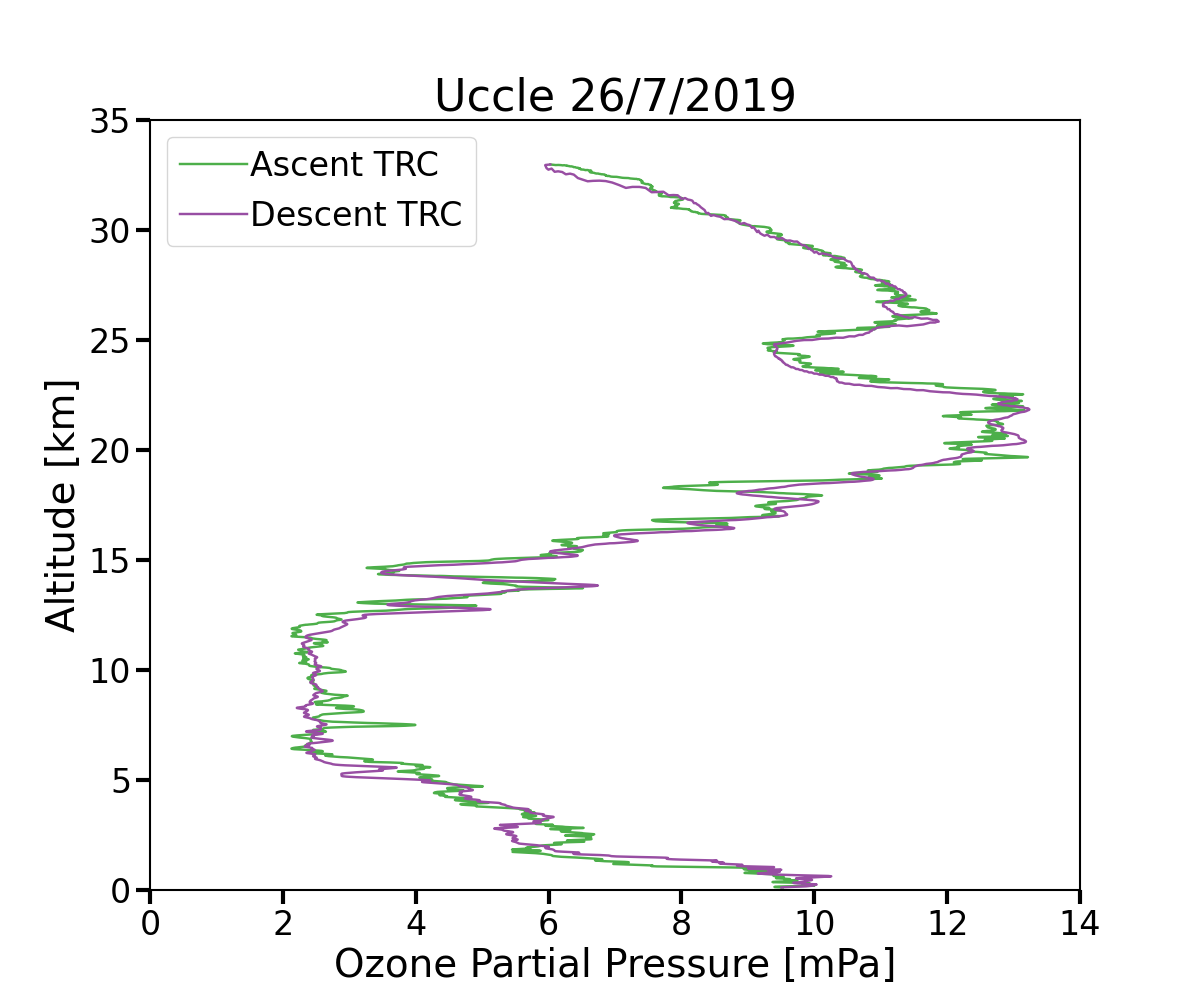 Uccle 26/7/2019
Ascent TRC
Descent TRC
Altitude [km]
35
30
25
20
15
10
5
0
0 2 4 6 8 10 12 14
Ozone Partial Pressure [mPa]